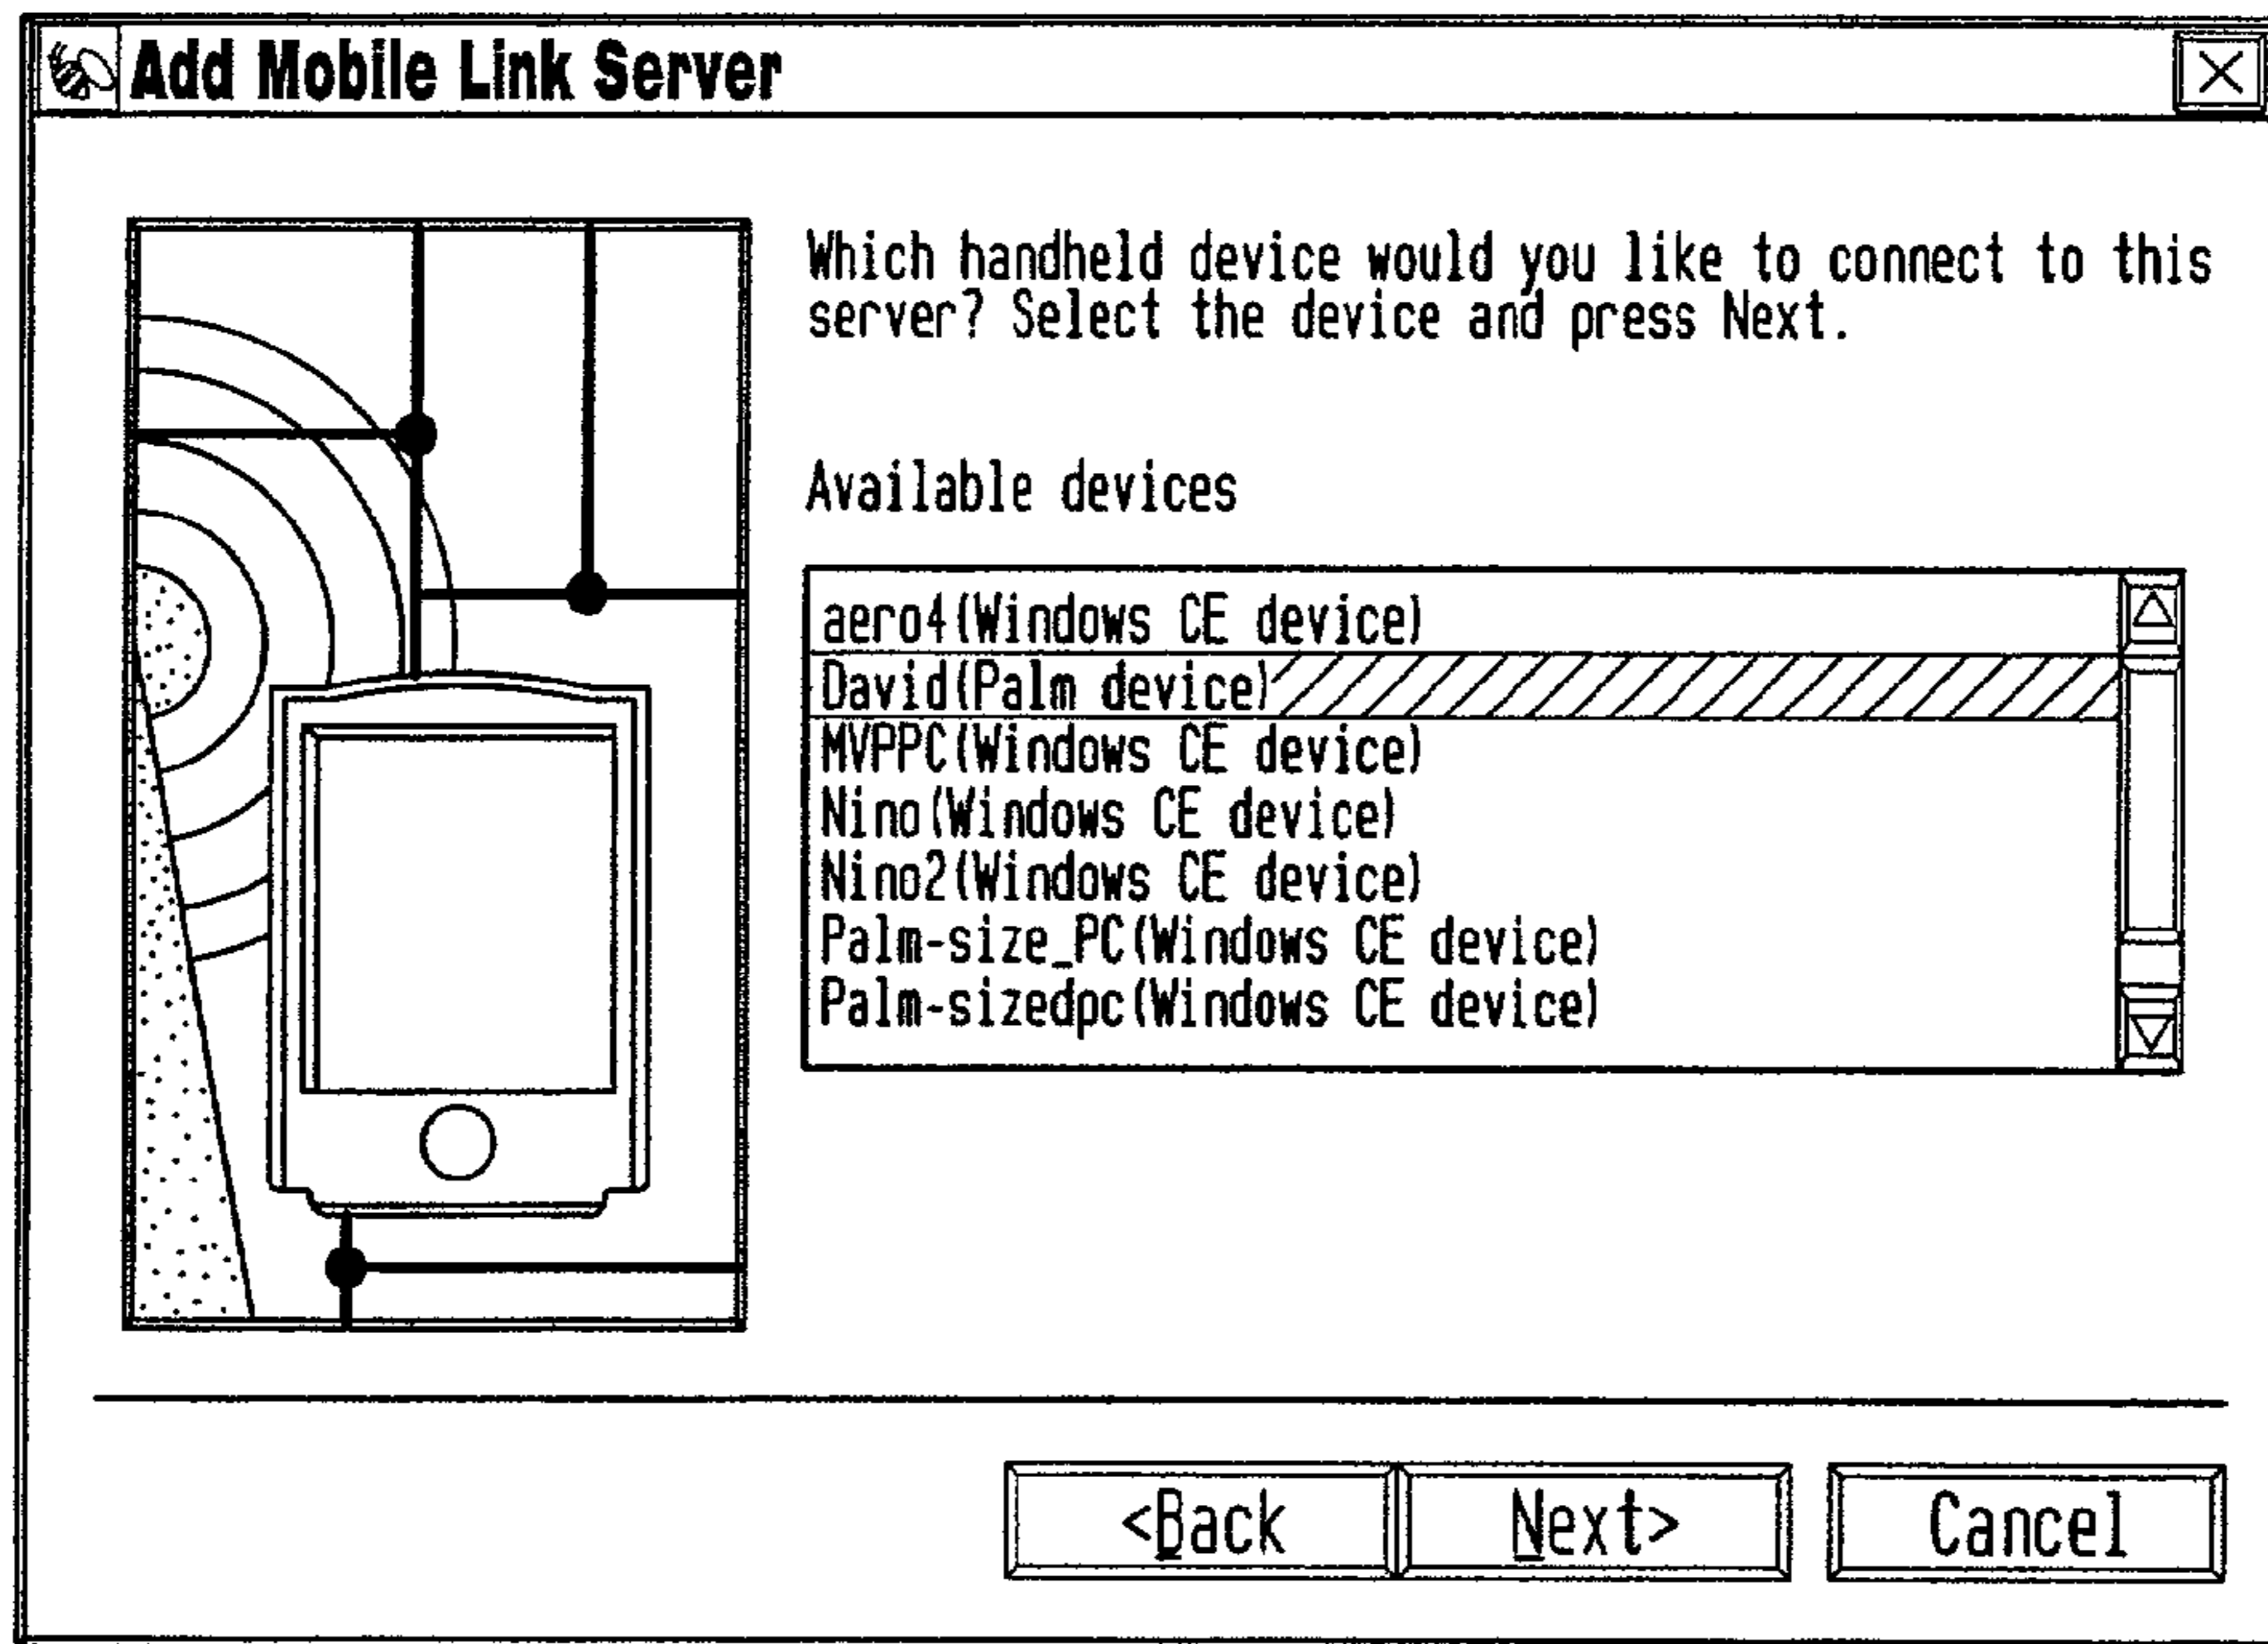 Add Mobile Link Server
Which handheld device would you like to connect to this
server? Select the device and press Next.
Available devices
aero4(Windows CE device)
David(Palm device)
MVPPC(Windows CE device)
Nino(Windows CE device)
Nino2(Windows CE device)
Palm-size_PC(Windows CE device)
Palm-sizedpc(Windows CE device)
<Back Next> Cancel